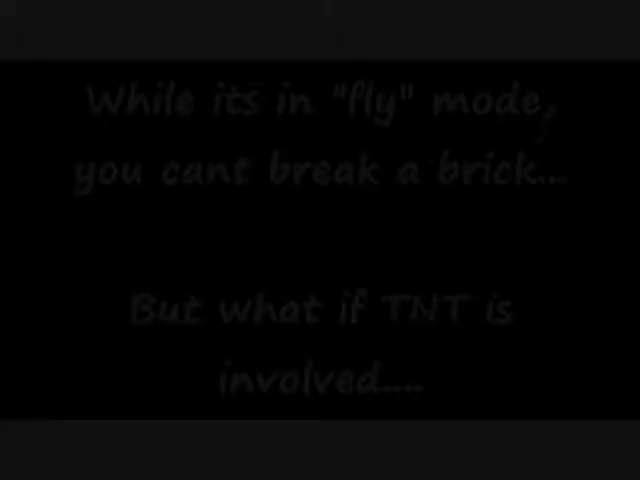 While its in "fly" mode,
you cant break a brick...
But what if TNT is
involved....